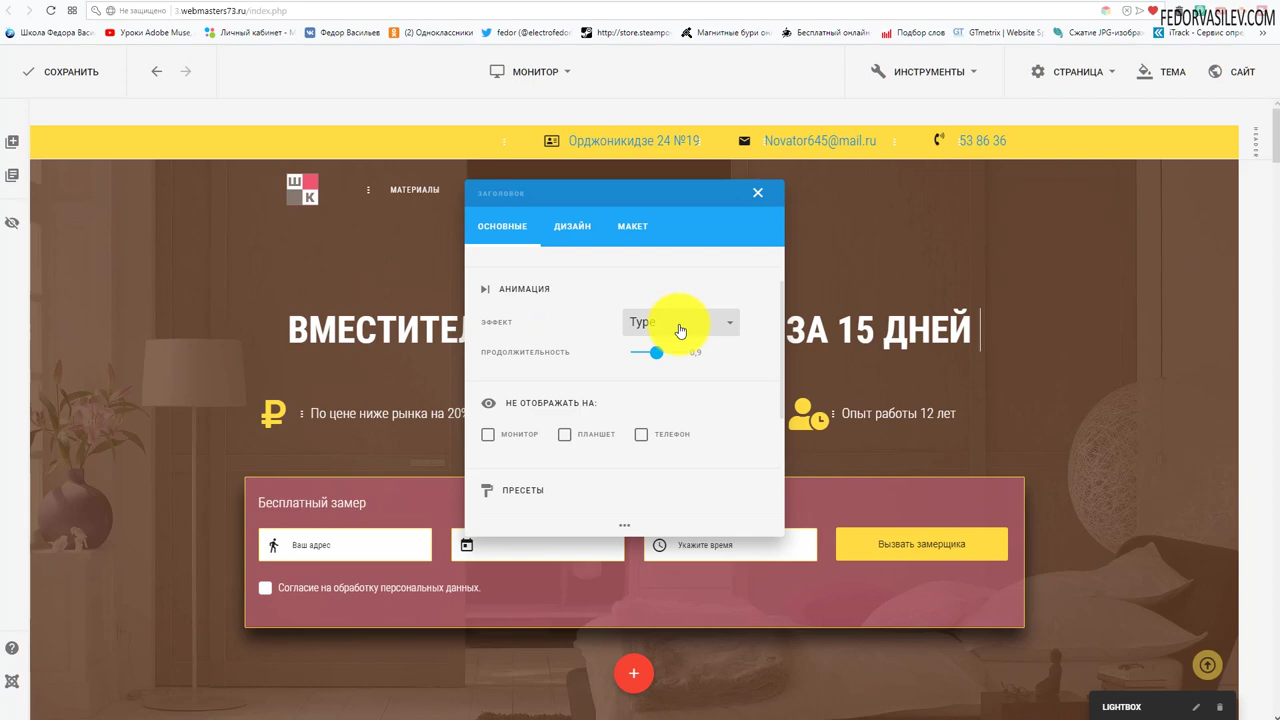 FEDORVASILEV.COM
Не защищено 3.webmasters73.ru/index.php
Школа Федора Васи. Уроки Adobe Muse, Личный кабинет - М Федор Васильев (2) Одноклассники fedor (@electrofedor http://store.steampo Магнитные бури он Бесплатный онлайн Подбор слов GTmetrix | Website S Сжатие JPG-изобра iTrack - Сервис опре
СОХРАНИТЬ
МОНИТОР
ИНСТРУМЕНТЫ
СТРАНИЦА
ТЕМА
САЙТ
Орджоникидзе 24 №19
Novator645@mail.ru
53 86 36
HEADER
Ш
К
МАТЕРИАЛЫ
ЗАГОЛОВОК
ОСНОВНЫЕ ДИЗАЙН МАКЕТ
АНИМАЦИЯ
ЭФФЕКТ Type
ПРОДОЛЖИТЕЛЬНОСТЬ 0,9
НЕ ОТОБРАЖАТЬ НА:
МОНИТОР ПЛАНШЕТ ТЕЛЕФОН
ПРЕСЕТЫ
ВМЕСТИТЕЛ ЗА 15 ДНЕЙ
По цене ниже рынка на 20%
Опыт работы 12 лет
Бесплатный замер
Ваш адрес
Укажите время
Вызвать замерщика
Согласие на обработку персональных данных.
LIGHTBOX